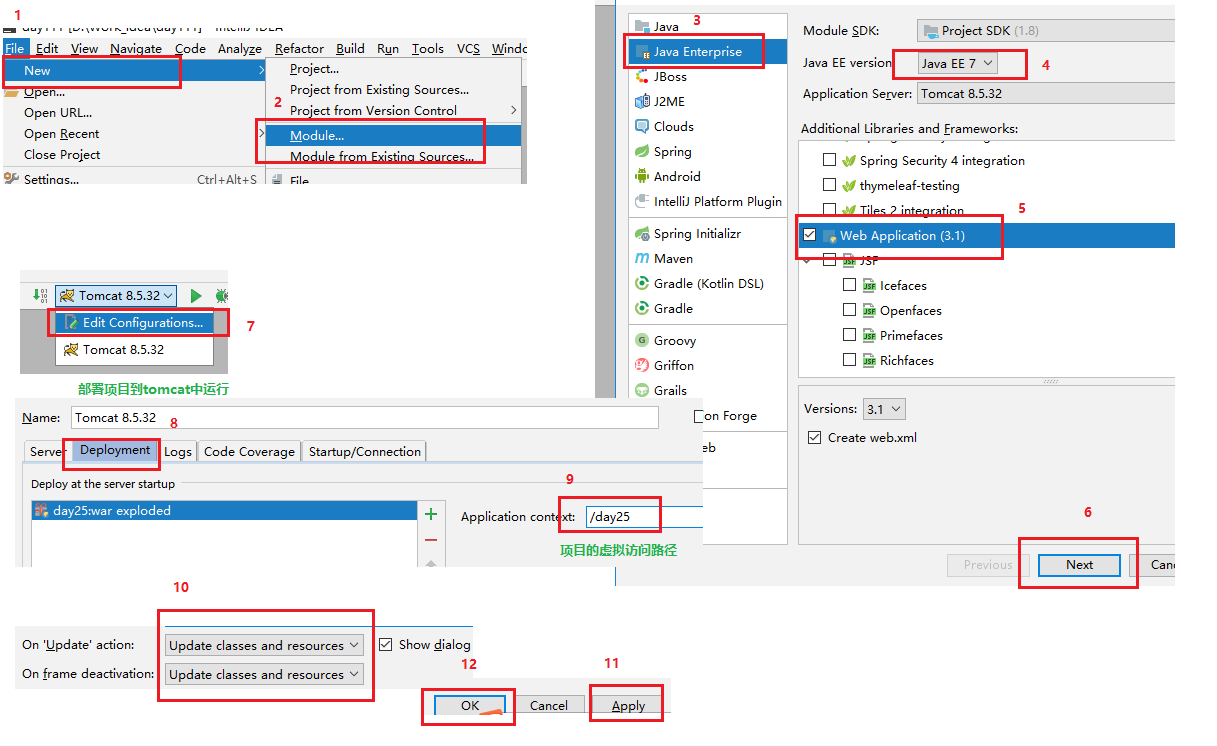 1
day111 [D:\work_idea\day111] - IntelliJ IDEA
File Edit View Navigate Code Analyze Refactor Build Run Tools VCS Windo
New
Open...
Open URL...
Open Recent
Close Project
Settings... Ctrl+Alt+S
Project...
Project from Existing Sources...
2 Project from Version Control
Module...
Module from Existing Sources...
File
3
Java
Java Enterprise
JBoss
J2ME
Clouds
Spring
Android
IntelliJ Platform Plugin
Spring Initializr
Maven
Gradle (Kotlin DSL)
Gradle
Groovy
Griffon
Grails
on Forge
eb
Module SDK: Project SDK (1.8)
Java EE version Java EE 7 4
Application Server: Tomcat 8.5.32
Additional Libraries and Frameworks:
Spring Security 4 integration
thymeleaf-testing
Tiles 2 integration
5
Web Application (3.1)
JSF
Icefaces
Openfaces
Primefaces
Richfaces
Versions: 3.1
Create web.xml
6
Previous Next Canc
Tomcat 8.5.32
Edit Configurations... 7
Tomcat 8.5.32
部署项目到tomcat中运行
Name: Tomcat 8.5.32
8
Server Deployment Logs Code Coverage Startup/Connection
Deploy at the server startup
day25:war exploded
9
Application context: /day25
项目的虚拟访问路径
10
On 'Update' action: Update classes and resources Show dialog
On frame deactivation: Update classes and resources
12 11
OK Cancel Apply